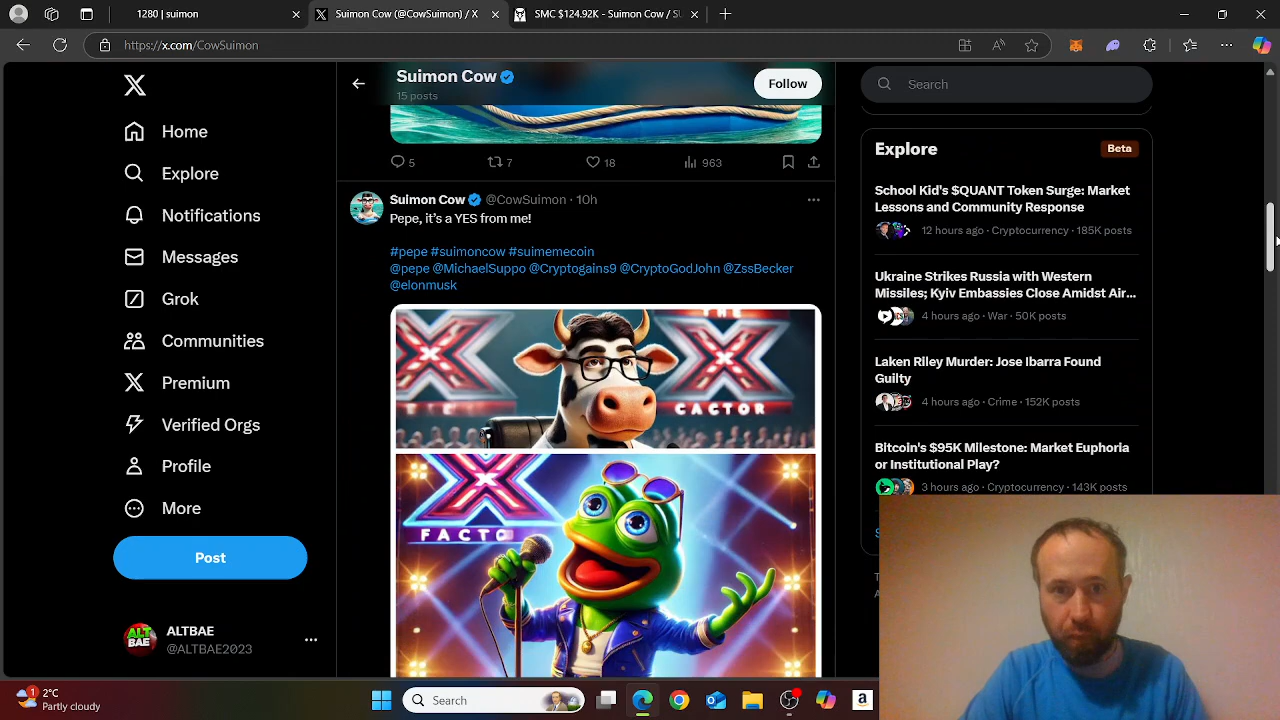 1280 | suimon
Suimon Cow (@CowSuimon) / X
SMC $124.92K - Suimon Cow / SU
https://x.com/CowSuimon
Suimon Cow
15 posts
Follow
Search
Home
Explore
Notifications
Messages
Grok
Communities
Premium
Verified Orgs
Profile
More
Post
ALTBAE
@ALTBAE2023
5
7
18
963
Suimon Cow @CowSuimon · 10h
Pepe, it's a YES from me!
#pepe #suimoncow #suimemecoin
@pepe @MichaelSuppo @Cryptogains9 @CryptoGodJohn @ZssBecker
@elonmusk
THE
X X
CACTOR
X
FACTO
Explore
Beta
School Kid's $QUANT Token Surge: Market
Lessons and Community Response
12 hours ago · Cryptocurrency · 185K posts
Ukraine Strikes Russia with Western
Missiles; Kyiv Embassies Close Amidst Air...
4 hours ago · War · 50K posts
Laken Riley Murder: Jose Ibarra Found
Guilty
4 hours ago · Crime · 152K posts
Bitcoin's $95K Milestone: Market Euphoria
or Institutional Play?
3 hours ago · Cryptocurrency · 143K posts
ALT
BAE
1
2°C
Partly cloudy
Search
a